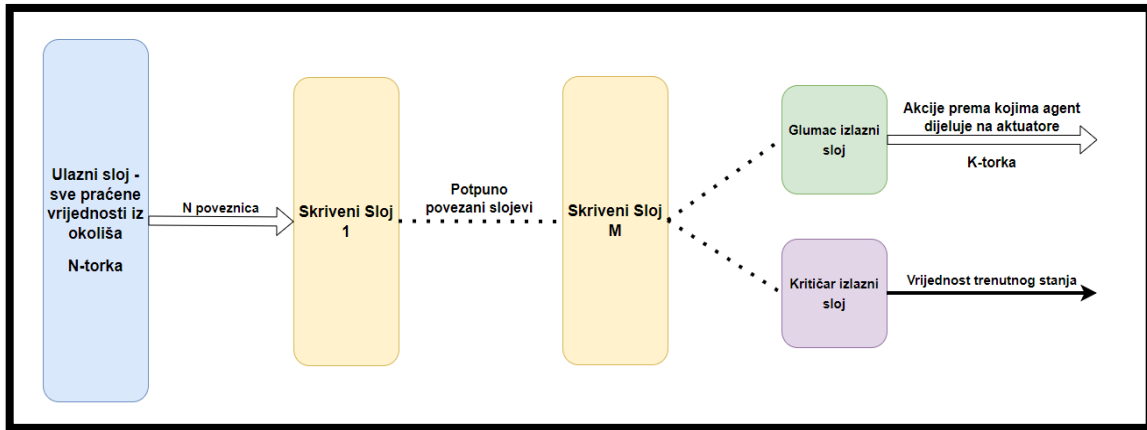 Ulazni sloj -
sve praćene
vrijednosti iz
okoliša
N-torka
N poveznica
Skriveni Sloj
1
Potpuno
povezani slojevi
Skriveni Sloj
M
Glumac izlazni
sloj
Akcije prema kojima agent
dijeluje na aktuatore
K-torka
Kritičar izlazni
sloj
Vrijednost trenutnog stanja